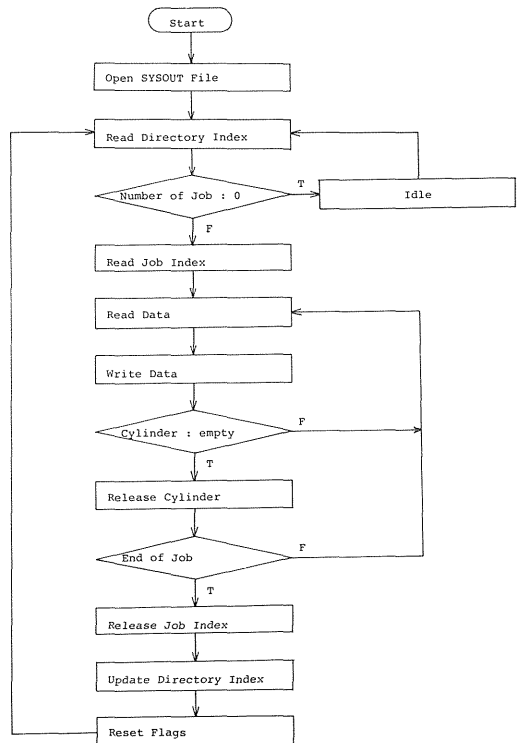 Start
Open SYSOUT File
Read Directory Index
Number of Job : 0
T
Idle
F
Read Job Index
Read Data
Write Data
Cylinder : empty
F
T
Release Cylinder
End of Job
F
T
Release Job Index
Update Directory Index
Reset Flags